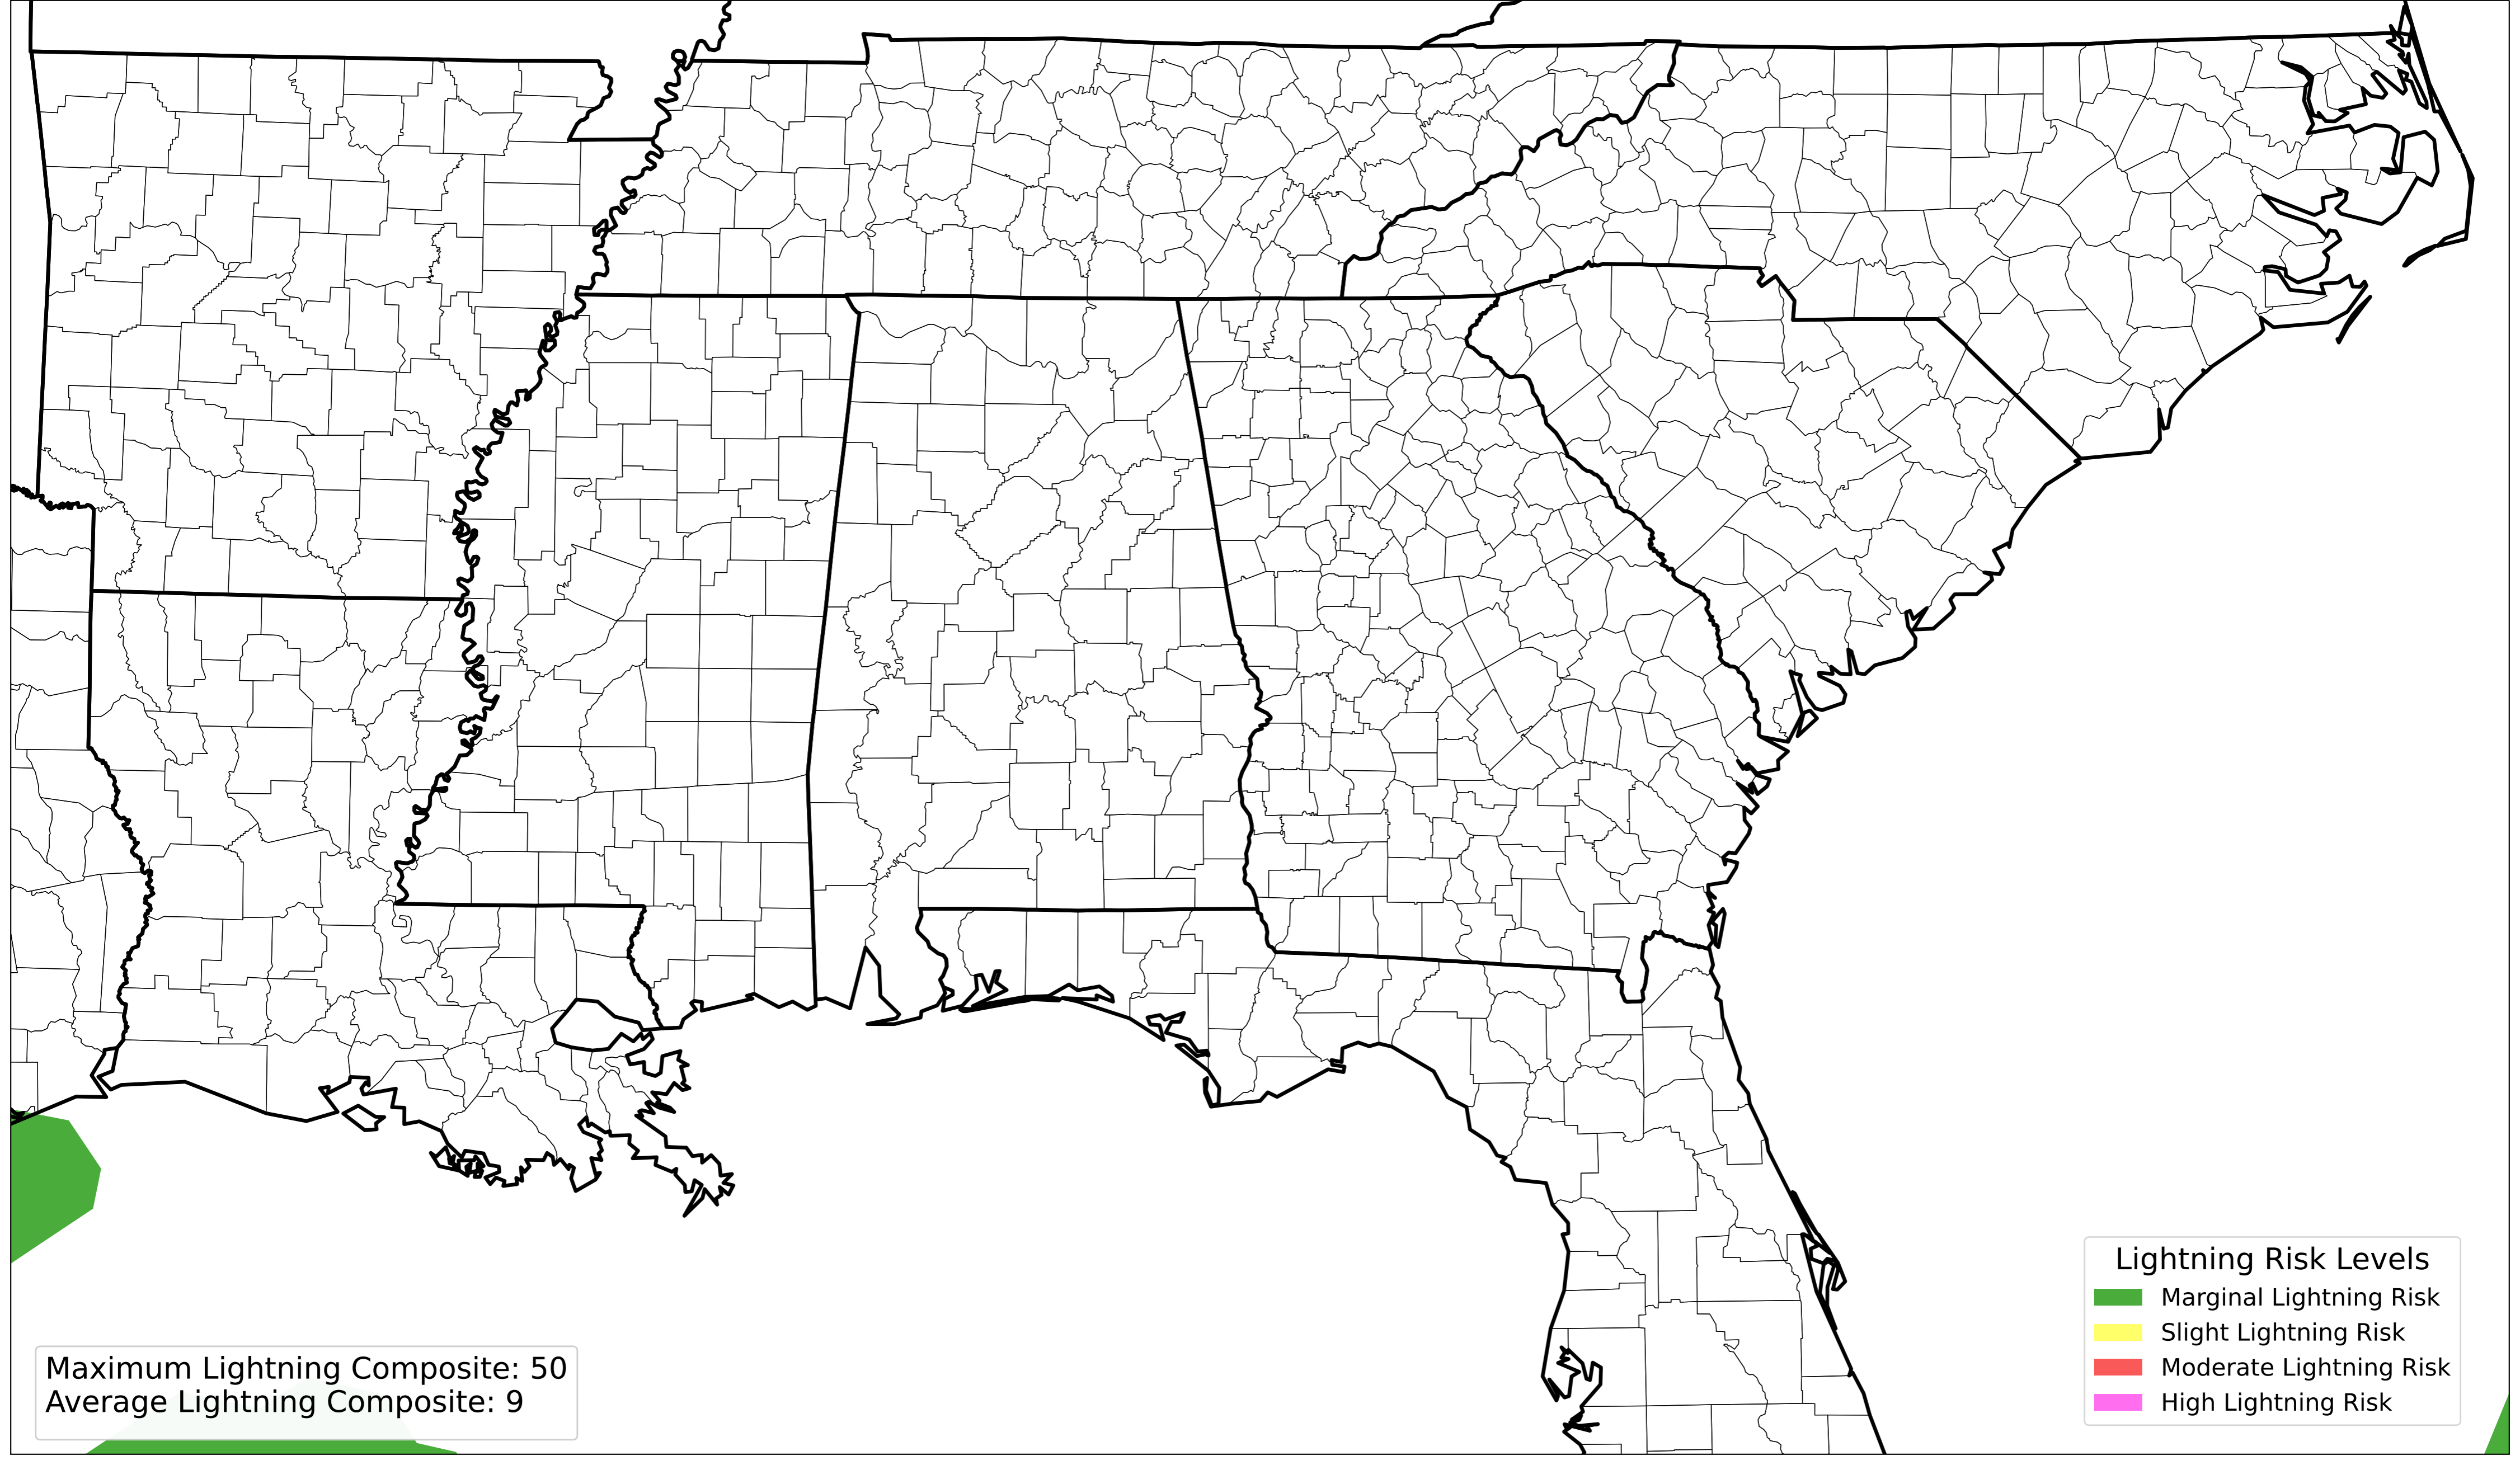 Maximum Lightning Composite: 50
Average Lightning Composite: 9
Lightning Risk Levels
Marginal Lightning Risk
Slight Lightning Risk
Moderate Lightning Risk
High Lightning Risk